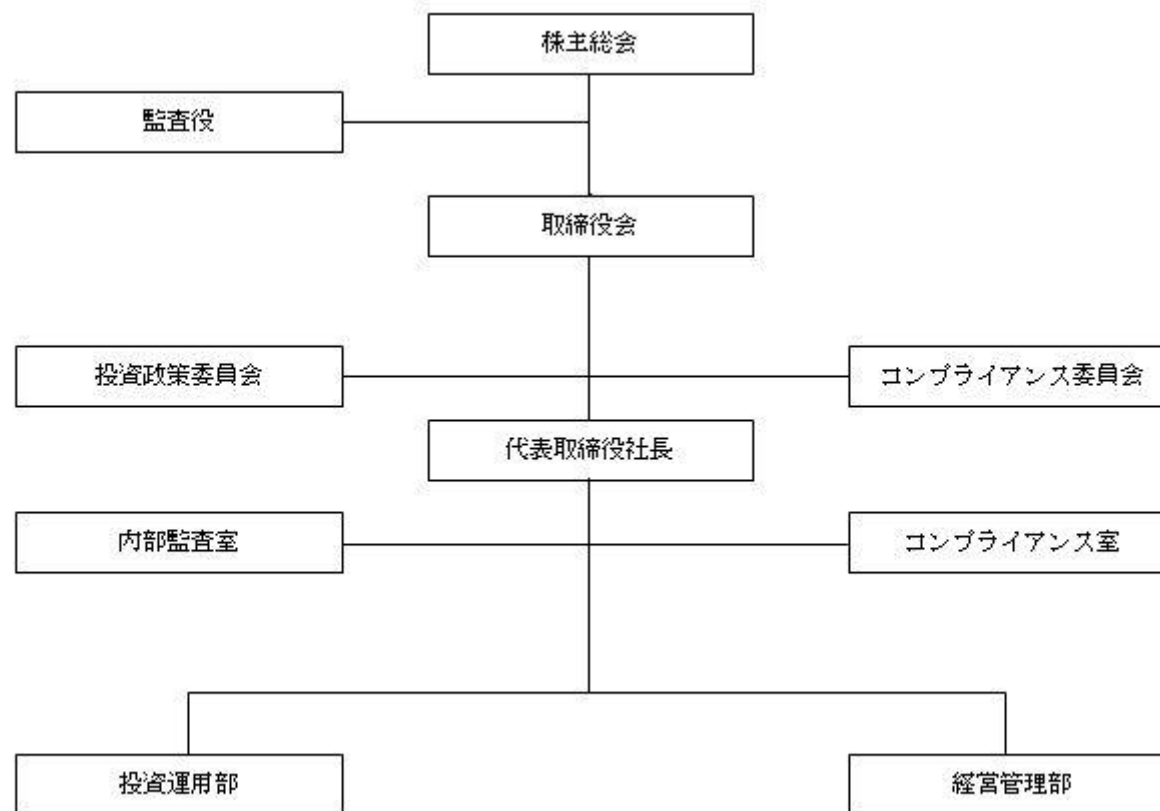 株主総会
監査役
取締役会
投資政策委員会
コンプライアンス委員会
代表取締役社長
内部監査室
コンプライアンス室
投資運用部
経営管理部